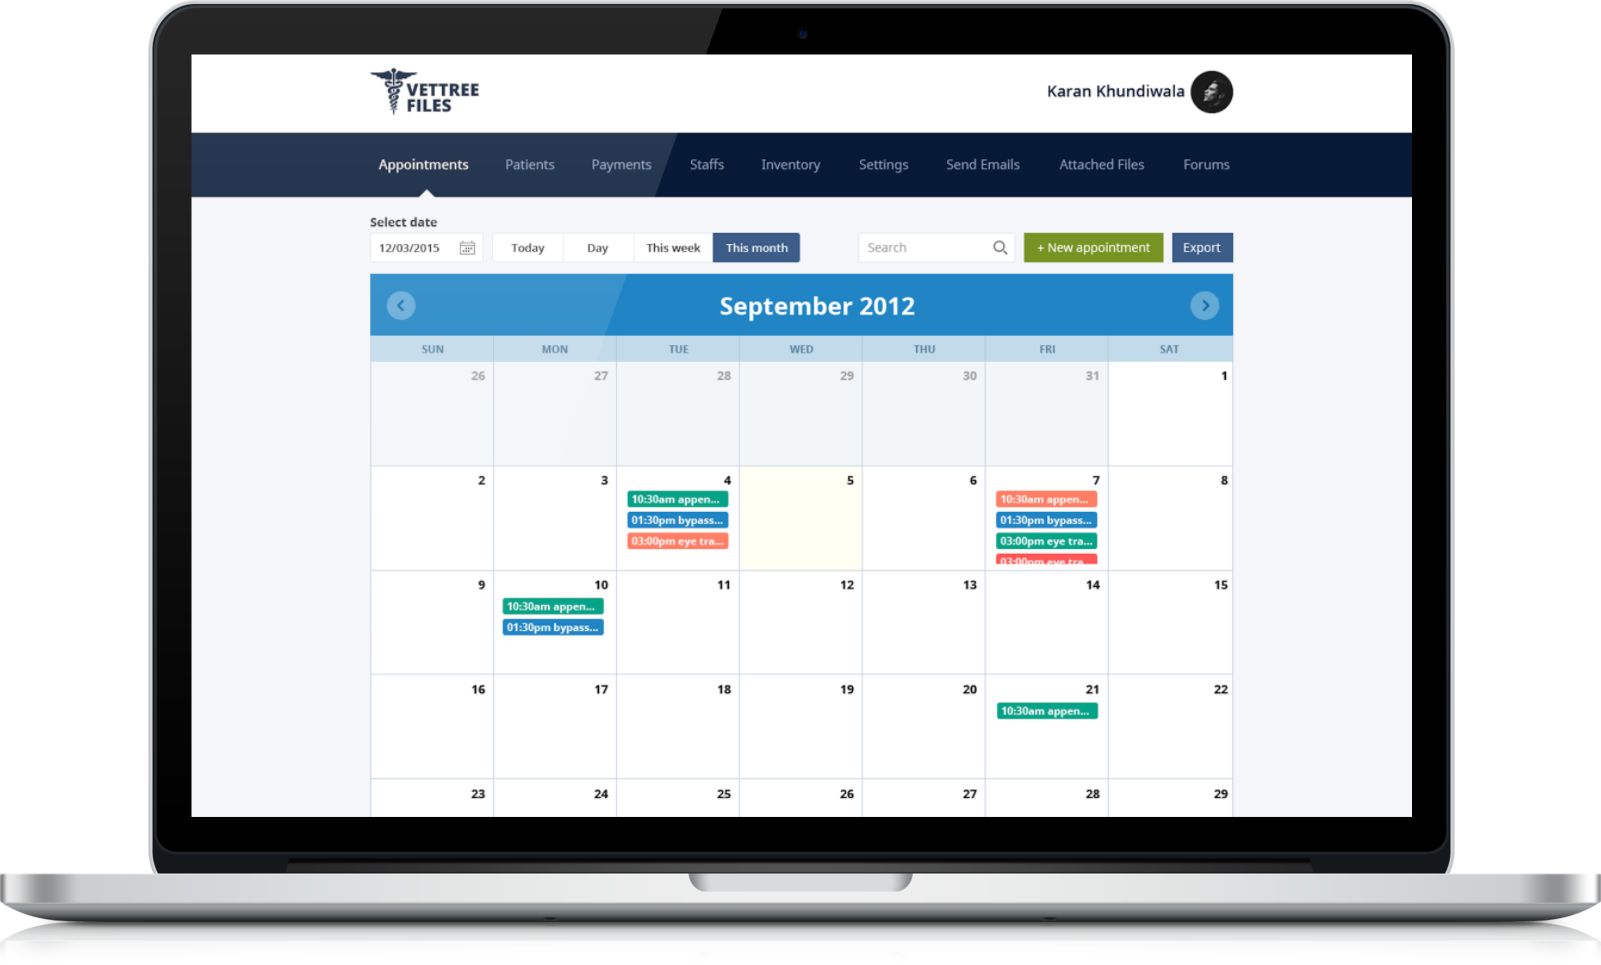 VETTREE
FILES
Karan Khundiwala
Appointments Patients Payments Staffs Inventory Settings Send Emails Attached Files Forums
Select date
12/03/2015 Today Day This week This month Search + New appointment Export
September 2012
SUN MON TUE WED THU FRI SAT
26 27 28 29 30 31 1
2 3 4 5 6 7 8
10:30am appen... 10:30am appen...
01:30pm bypass... 01:30pm bypass...
03:00pm eye tra... 03:00pm eye tra...
03:00pm eye tra...
9 10 11 12 13 14 15
10:30am appen...
01:30pm bypass...
16 17 18 19 20 21 22
10:30am appen...
23 24 25 26 27 28 29